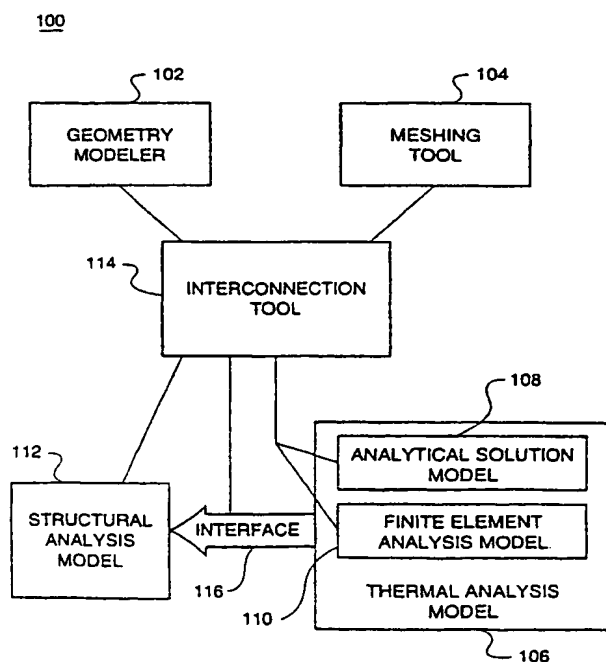 100
102
104
GEOMETRY
MODELER
MESHING
TOOL
114
INTERCONNECTION
TOOL
108
112
ANALYTICAL SOLUTION
MODEL
STRUCTURAL
ANALYSIS
MODEL
INTERFACE
FINITE ELEMENT
ANALYSIS MODEL
116
110
THERMAL ANALYSIS
MODEL
106